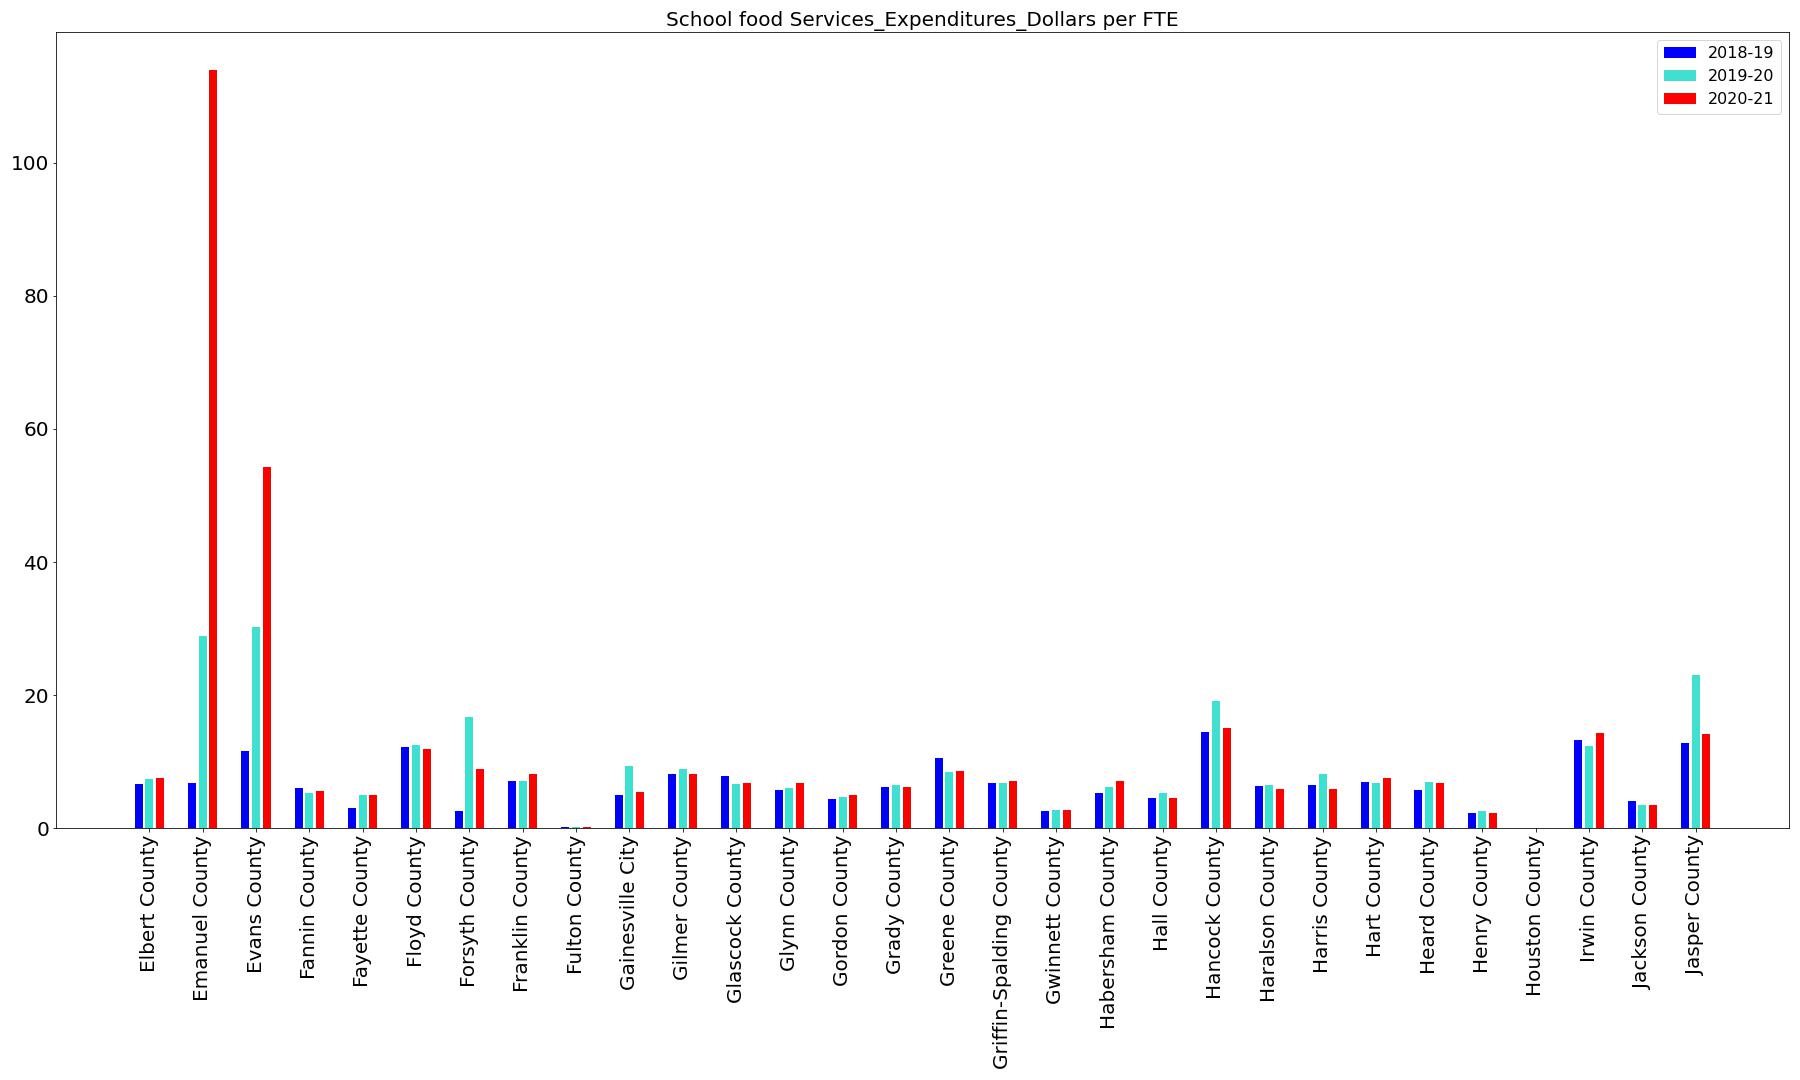 School food Services_Expenditures_Dollars per FTE
2018-19
2019-20
2020-21
100
80
60
40
20
0
Elbert County
Emanuel County
Evans County
Fannin County
Fayette County
Floyd County
Forsyth County
Franklin County
Fulton County
Gainesville City
Gilmer County
Glascock County
Glynn County
Gordon County
Grady County
Greene County
Griffin-Spalding County
Gwinnett County
Habersham County
Hall County
Hancock County
Haralson County
Harris County
Hart County
Heard County
Henry County
Houston County
Irwin County
Jackson County
Jasper County